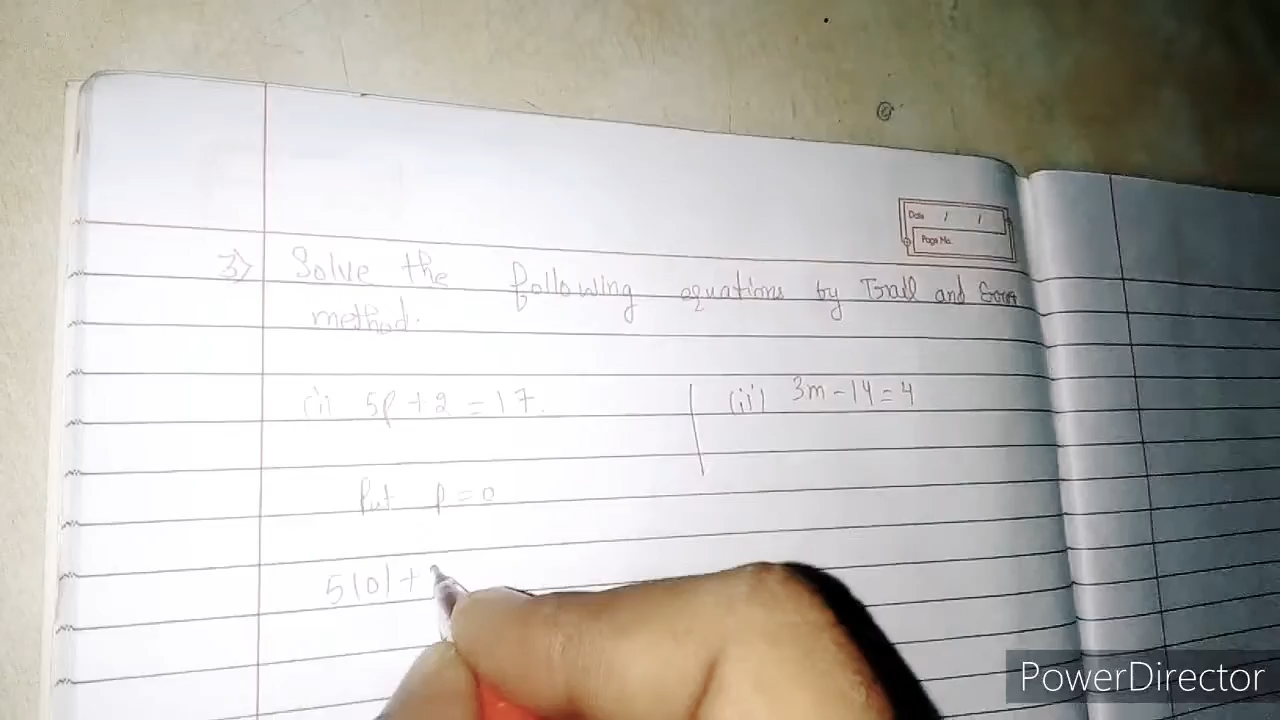 Date / /
Page No.
3) Solve the following equations by Trail and Error
method.
(i) 5p + 2 = 17.
(ii) 3m - 14 = 4
Put p = 0
5(0) +
PowerDirector